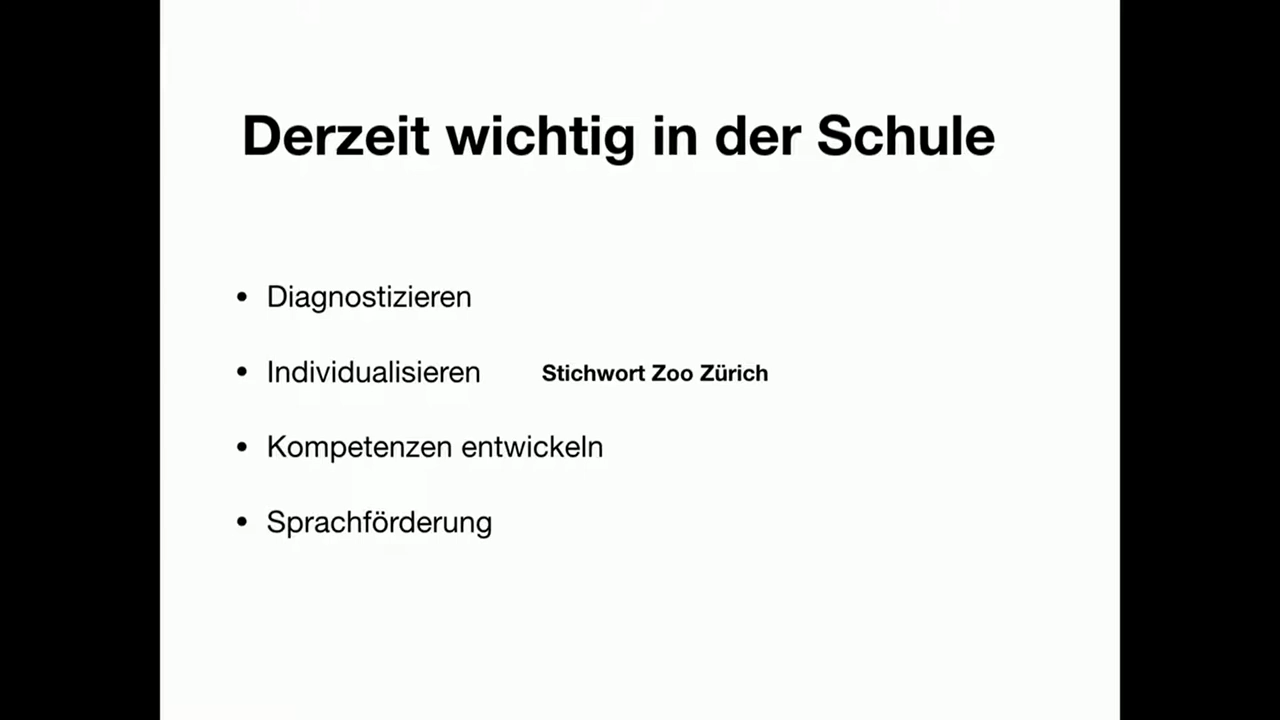 Derzeit wichtig in der Schule
• Diagnostizieren
• Individualisieren Stichwort Zoo Zürich
• Kompetenzen entwickeln
• Sprachförderung